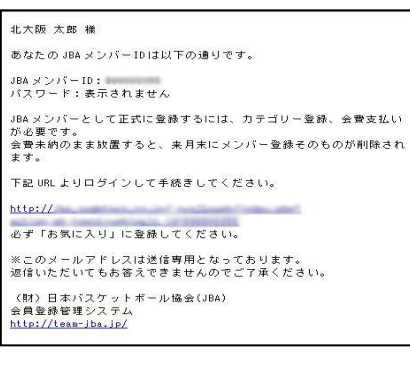 北大阪 太郎 様
あなたの JBA メンバーIDは以下の通りです。
JBA メンバーID：
パスワード：表示されません
JBA メンバーとして正式に登録するには、カテゴリー登録、会費支払い
が必要です。
会費未納のまま放置すると、来月末にメンバー登録そのものが削除され
ます。
下記 URL よりログインして手続きしてください。
http://
必ず「お気に入り」に登録してください。
※このメールアドレスは送信専用となっております。
返信いただいてもお答えできませんのでご了承ください。
（財）日本バスケットボール協会(JBA)
会員登録管理システム
http://team-jba.jp/